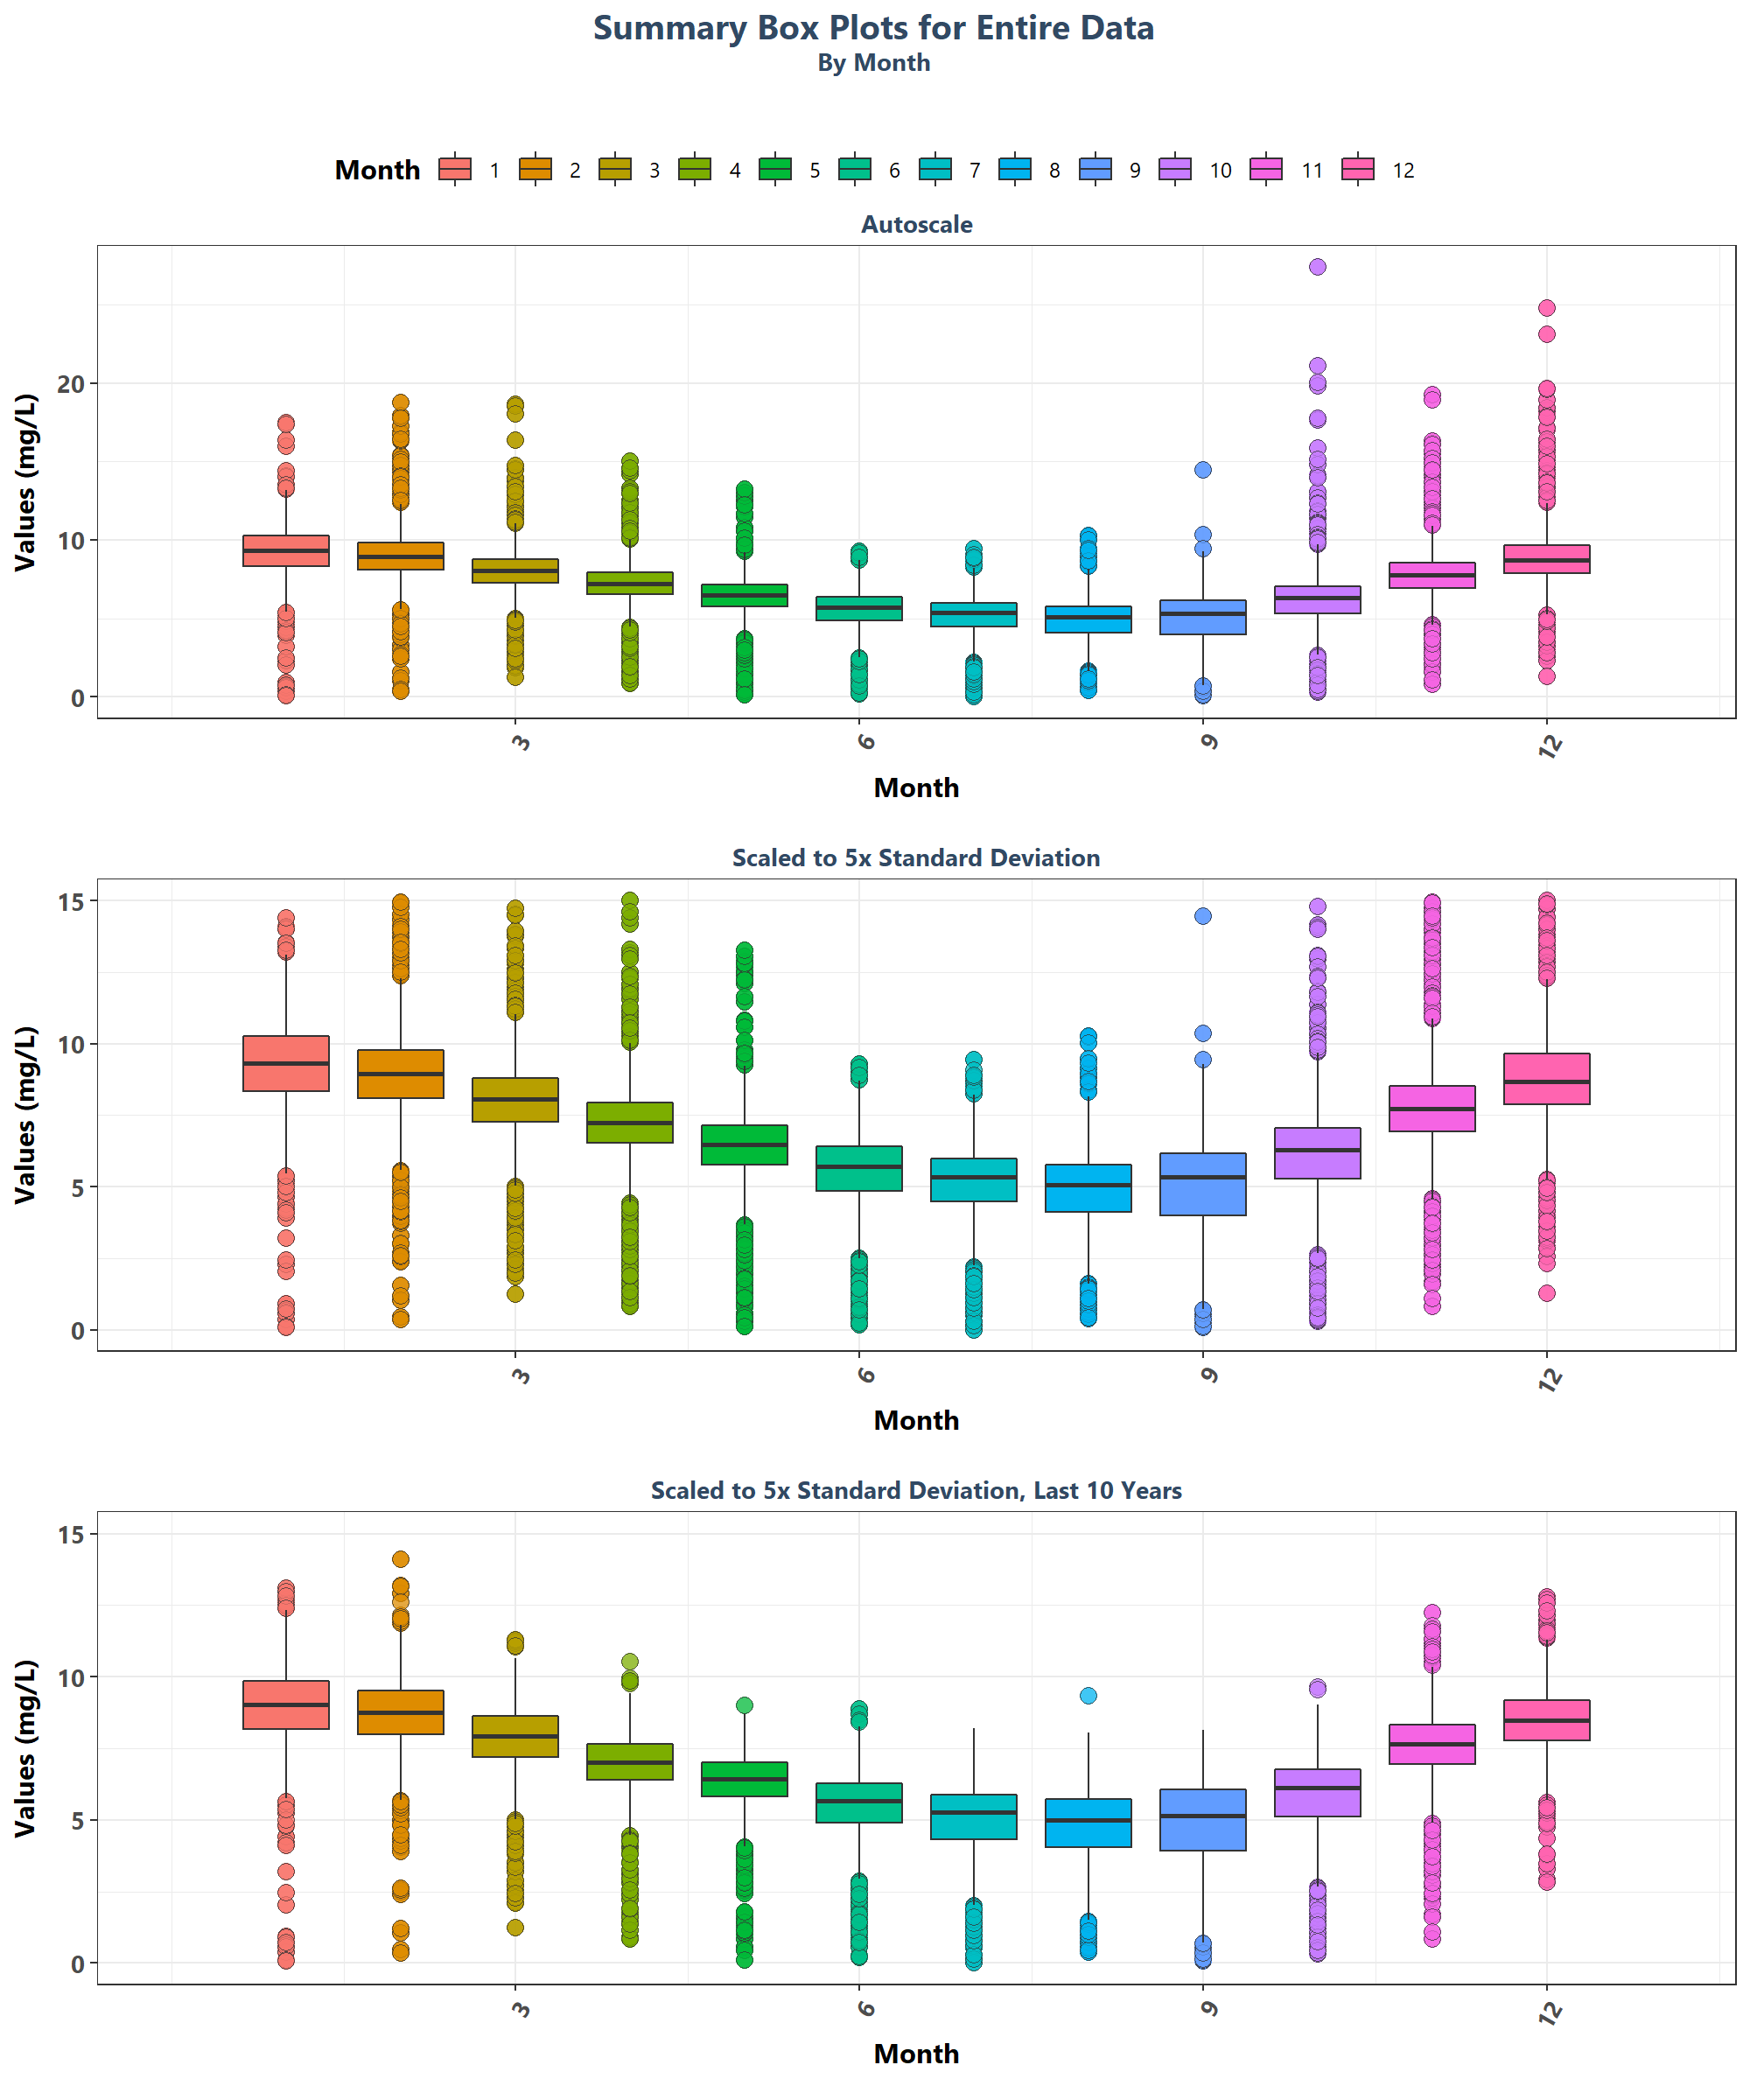 Summary Box Plots for Entire Data
By Month
Month 1 2 3 4 5 6 7 8 9 10 11 12
Autoscale
Values (mg/L)
20
10
0
3 6 9 12
Month
Scaled to 5x Standard Deviation
Values (mg/L)
15
10
5
0
3 6 9 12
Month
Scaled to 5x Standard Deviation, Last 10 Years
Values (mg/L)
15
10
5
0
3 6 9 12
Month